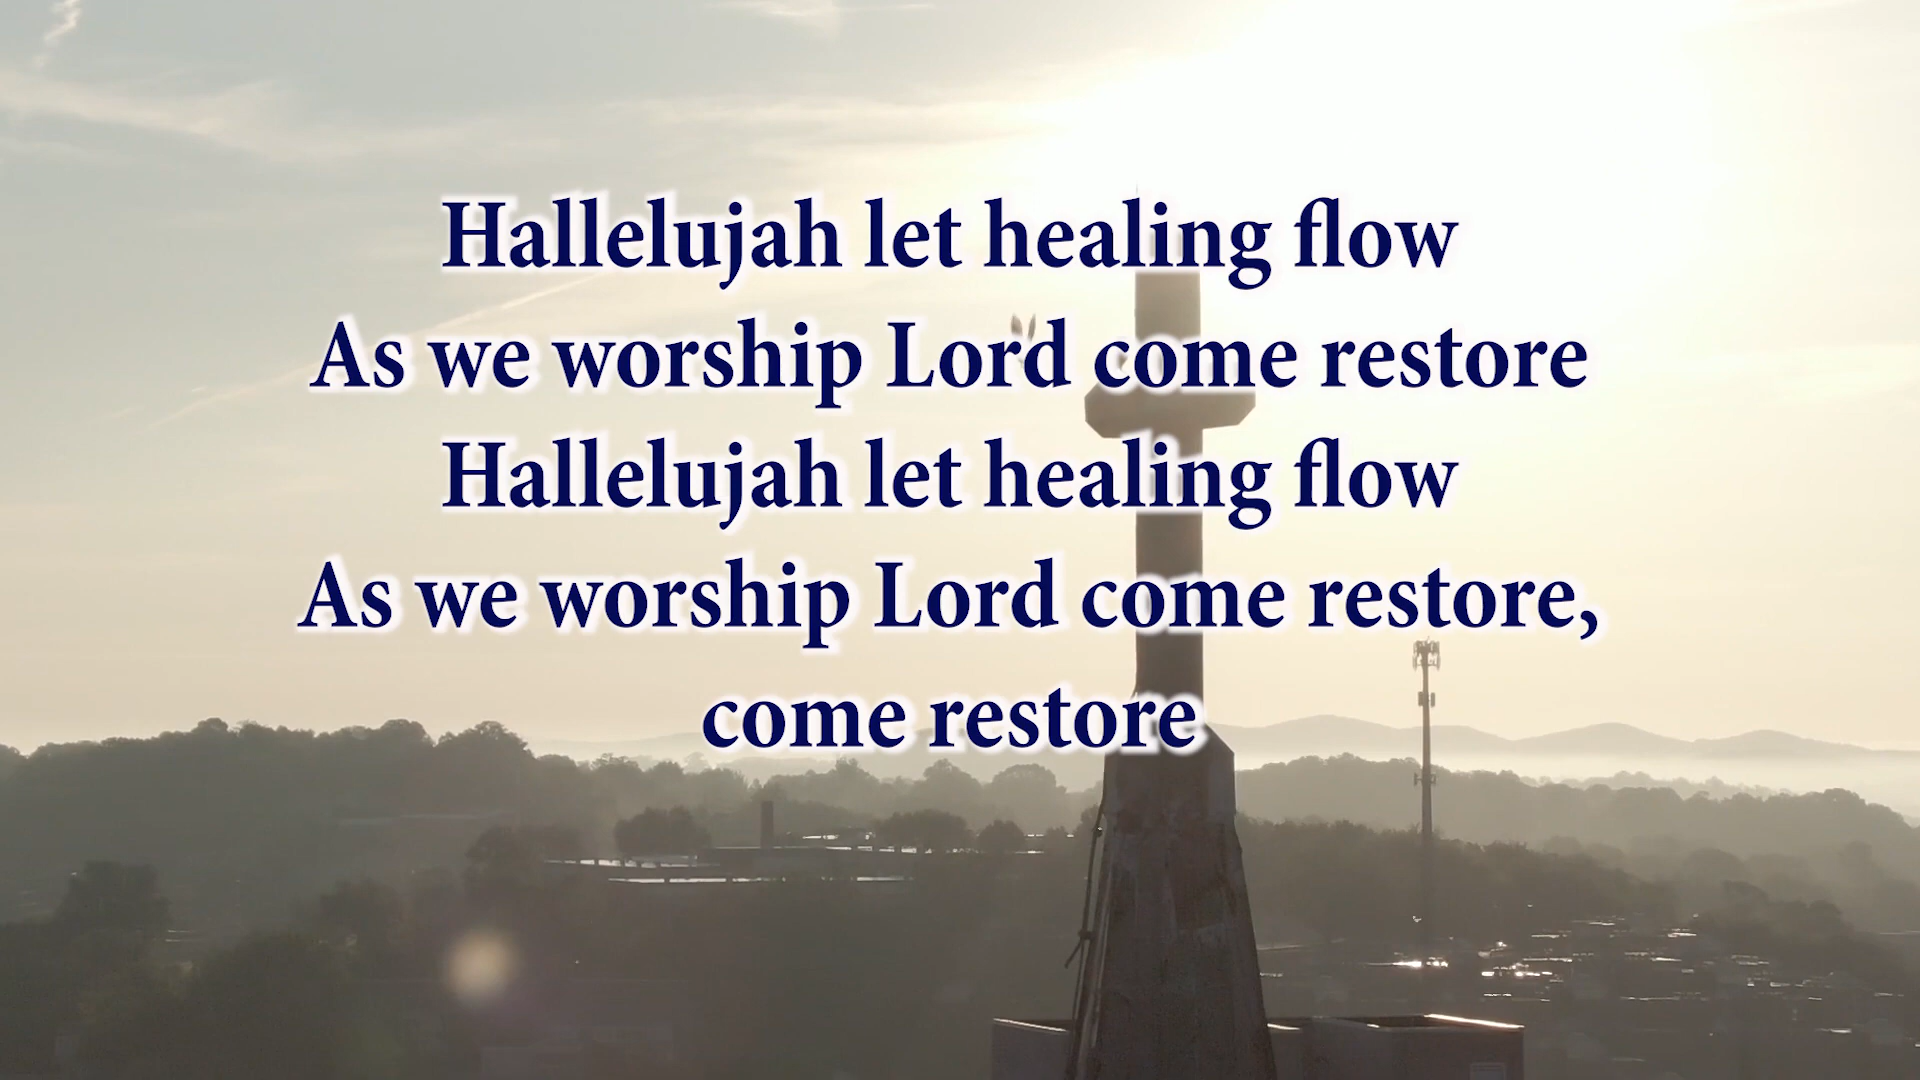 Hallelujah let healing flow
As we worship Lord come restore
Hallelujah let healing flow
As we worship Lord come restore,
come restore